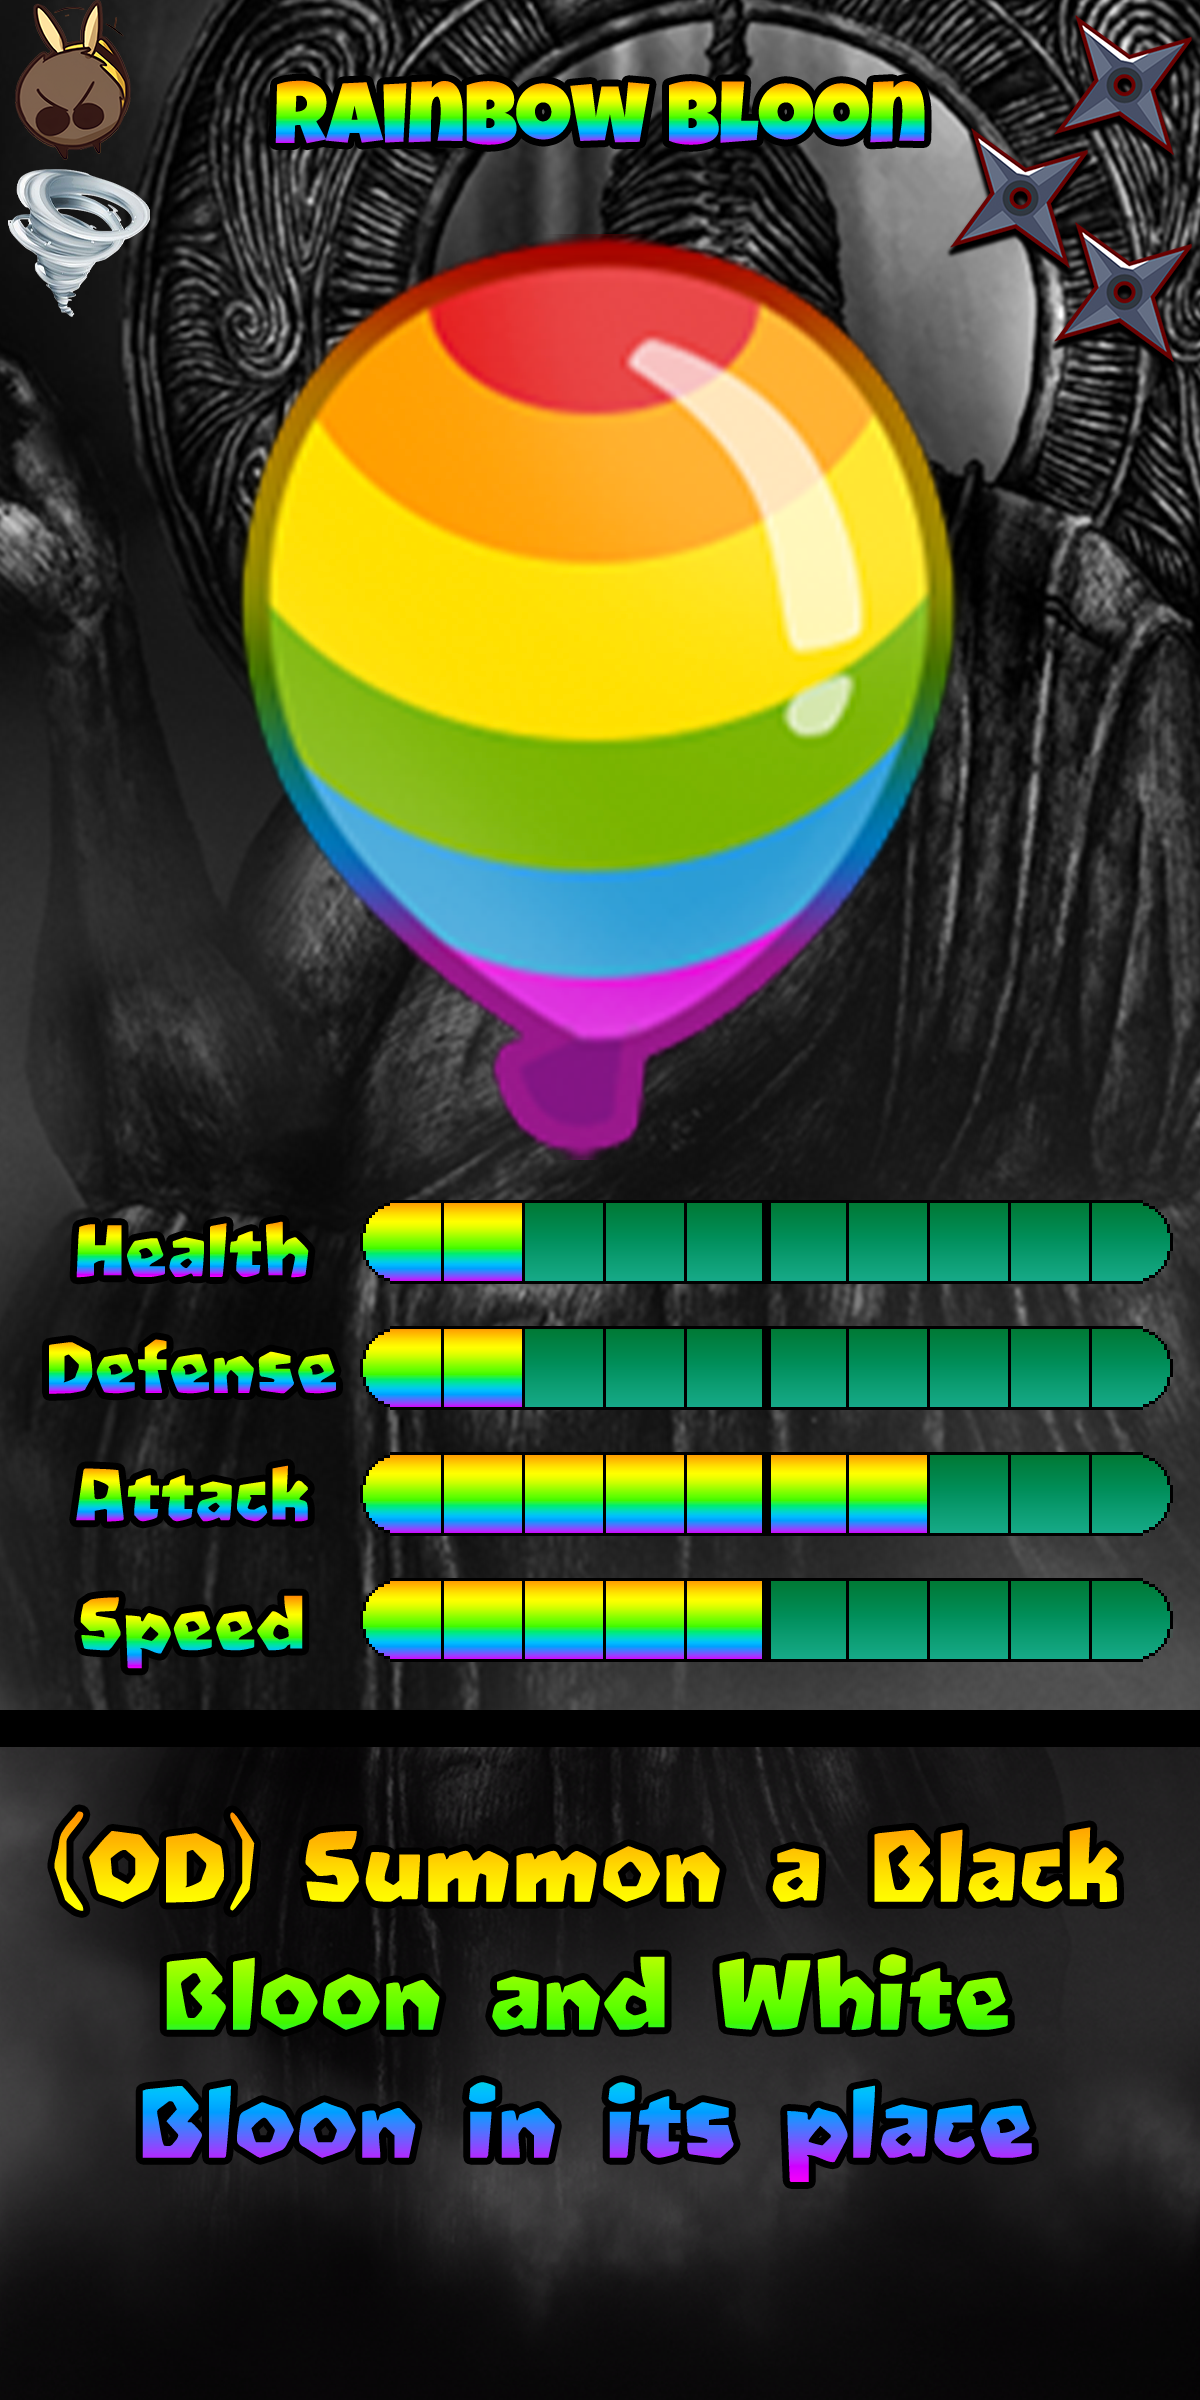 RAINBOW BLOON
Health
Defense
Attack
Speed
(OD) Summon a Black
Bloon and White
Bloon in its place